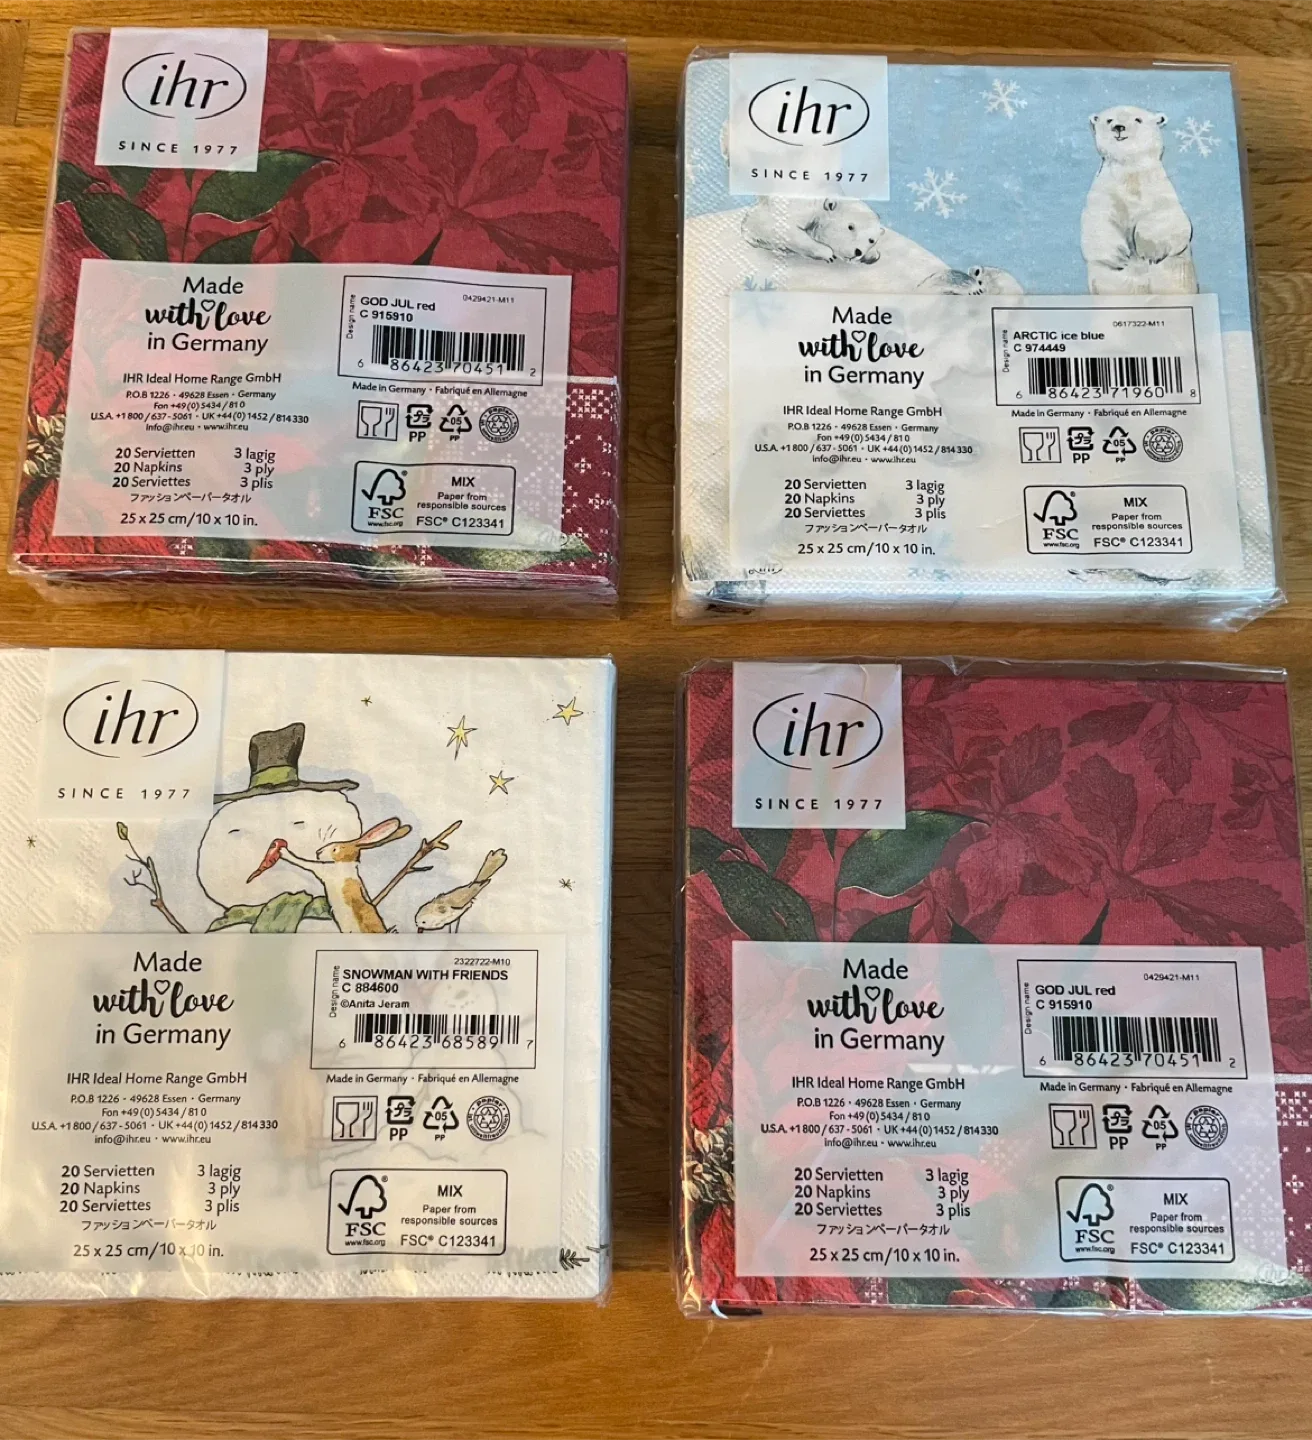 ihr
SINCE 1977
Made
with love
in Germany
IHR Ideal Home Range GmbH
P.O.B 1226 • 49628 Essen • Germany
Fon +49(0)5434/810
U.S.A. +1800/637-5061 • UK +44(0)1452/814330
info@ihr.eu • www.ihr.eu
20 Servietten 3 lagig
20 Napkins 3 ply
20 Serviettes 3 plis
ファッションペーパータオル
25 x 25 cm/10 x 10 in.
Design name
0429421-M11
GOD JUL red
C 915910
6 86423 70451 2
Made in Germany • Fabriqué en Allemagne
プラ
PP
05
PP
FSC®
www.fsc.org
MIX
Paper from
responsible sources
FSC® C123341
ihr
SINCE 1977
Made
with love
in Germany
IHR Ideal Home Range GmbH
P.O.B 1226 • 49628 Essen • Germany
Fon +49(0)5434/810
U.S.A. +1800/637-5061 • UK +44(0)1452/814330
info@ihr.eu • www.ihr.eu
20 Servietten 3 lagig
20 Napkins 3 ply
20 Serviettes 3 plis
ファッションペーパータオル
25 x 25 cm/10 x 10 in.
Design name
0617322-M11
ARCTIC ice blue
C 974449
6 86423 71960 8
Made in Germany • Fabriqué en Allemagne
プラ
PP
05
PP
FSC®
www.fsc.org
MIX
Paper from
responsible sources
FSC® C123341
ihr
SINCE 1977
Made
with love
in Germany
IHR Ideal Home Range GmbH
P.O.B 1226 • 49628 Essen • Germany
Fon +49(0)5434/810
U.S.A. +1800/637-5061 • UK +44(0)1452/814330
info@ihr.eu • www.ihr.eu
20 Servietten 3 lagig
20 Napkins 3 ply
20 Serviettes 3 plis
ファッションペーパータオル
25 x 25 cm/10 x 10 in.
Design name
2322722-M10
SNOWMAN WITH FRIENDS
C 884600
©Anita Jeram
6 86423 68589 7
Made in Germany • Fabriqué en Allemagne
プラ
PP
05
PP
FSC®
www.fsc.org
MIX
Paper from
responsible sources
FSC® C123341
ihr
SINCE 1977
Made
with love
in Germany
IHR Ideal Home Range GmbH
P.O.B 1226 • 49628 Essen • Germany
Fon +49(0)5434/810
U.S.A. +1800/637-5061 • UK +44(0)1452/814330
info@ihr.eu • www.ihr.eu
20 Servietten 3 lagig
20 Napkins 3 ply
20 Serviettes 3 plis
ファッションペーパータオル
25 x 25 cm/10 x 10 in.
Design name
0429421-M11
GOD JUL red
C 915910
6 86423 70451 2
Made in Germany • Fabriqué en Allemagne
プラ
PP
05
PP
FSC®
www.fsc.org
MIX
Paper from
responsible sources
FSC® C123341